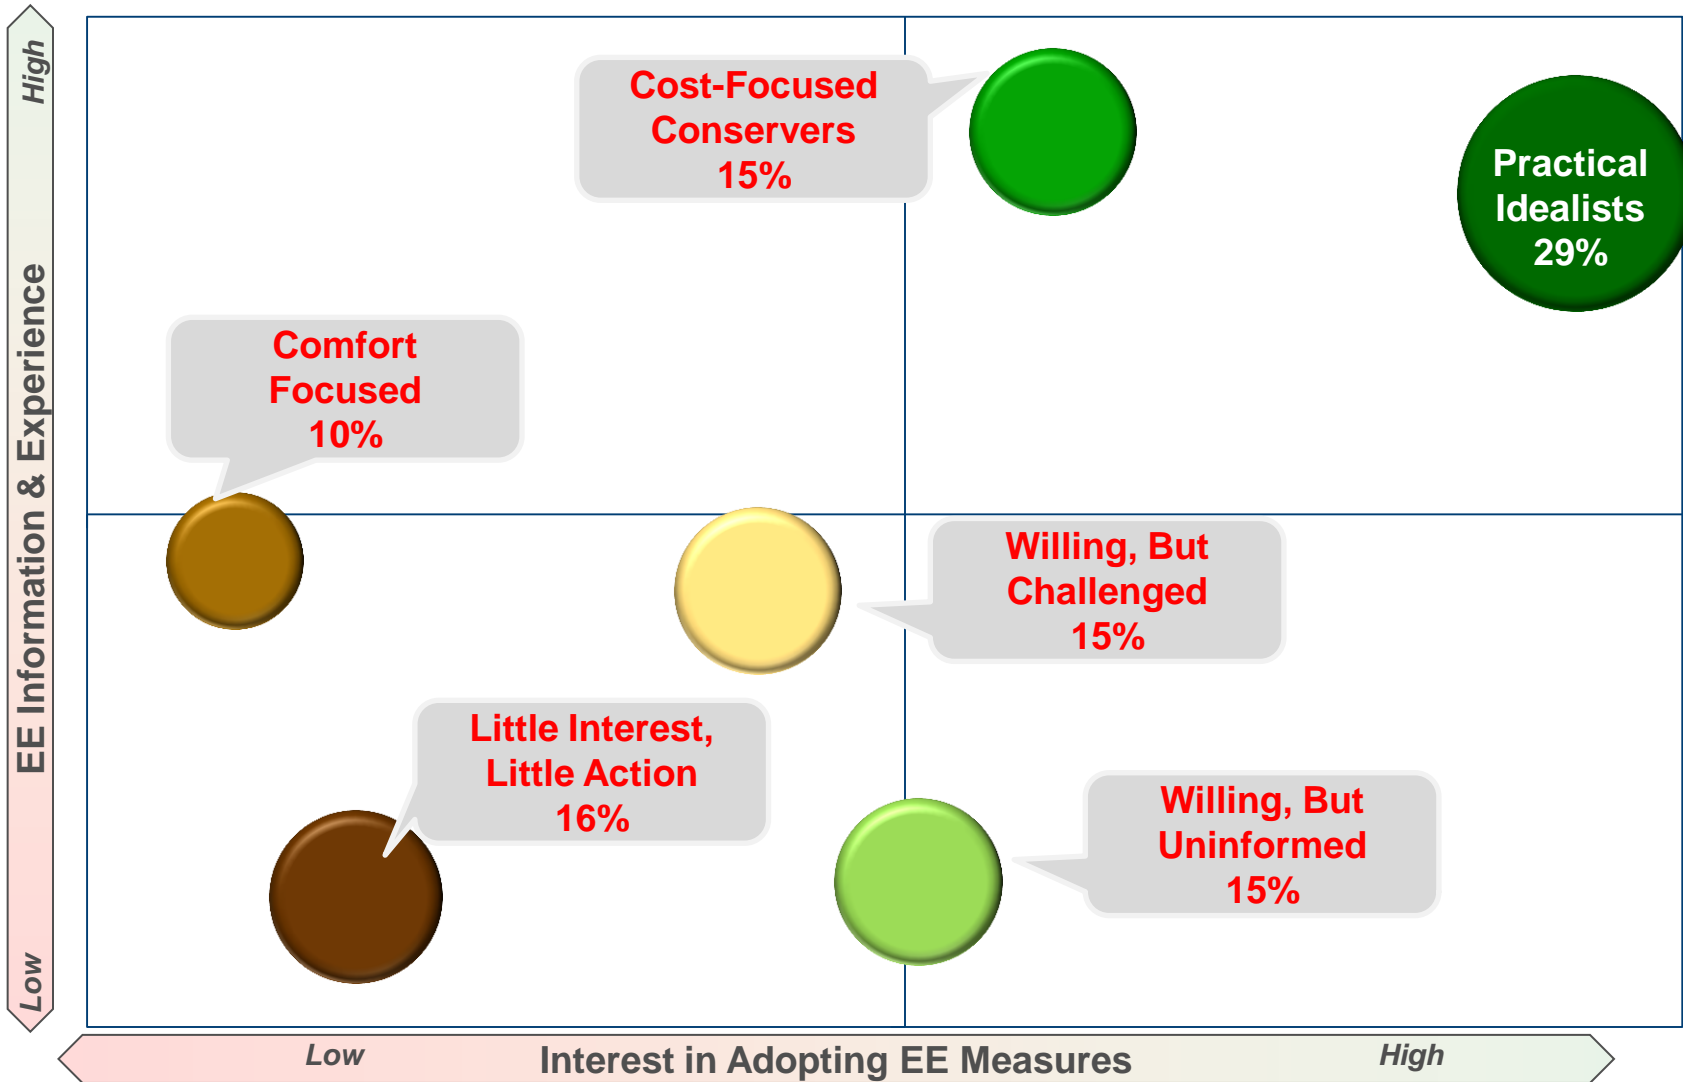 High
EE Information & Experience
Low
Cost-Focused
Conservers
15%
Practical
Idealists
29%
Comfort
Focused
10%
Willing, But
Challenged
15%
Little Interest,
Little Action
16%
Willing, But
Uninformed
15%
Low
Interest in Adopting EE Measures
High